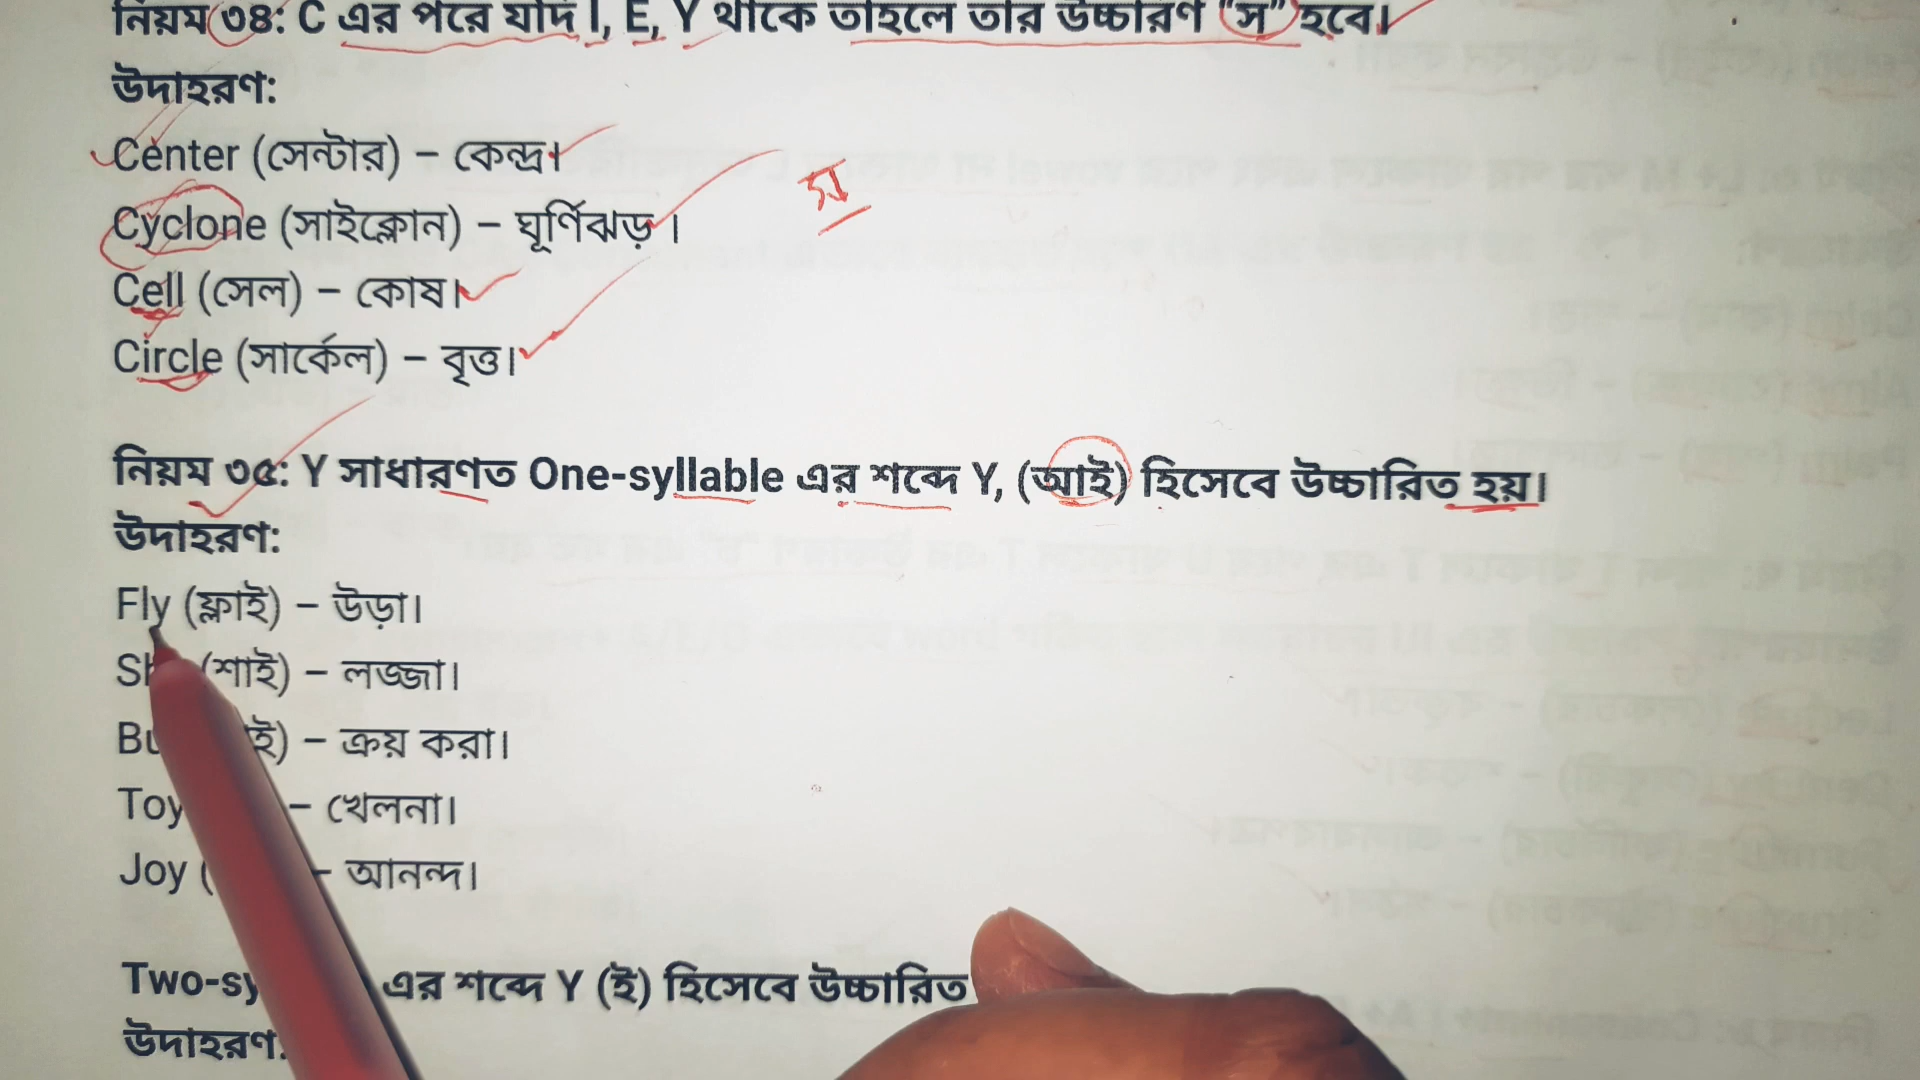 নিয়ম ৩৪: C এর পরে যদি I, E, Y থাকে তাহলে তার উচ্চারণ "স" হবে।
উদাহরণ:
Center (সেন্টার) – কেন্দ্র।
Cyclone (সাইক্লোন) – ঘূর্ণিঝড় ।
স
Cell (সেল) – কোষ।
Circle (সার্কেল) – বৃত্ত।
নিয়ম ৩৫: Y সাধারণত One-syllable এর শব্দে Y, (আই) হিসেবে উচ্চারিত হয়।
উদাহরণ:
Fly (ফ্লাই) – উড়া।
(শাই) – লজ্জা।
– ক্রয় করা।
Toy – খেলনা।
Joy ( – আনন্দ।
এর শব্দে Y (ই) হিসেবে উচ্চারিত
উদাহরণ: